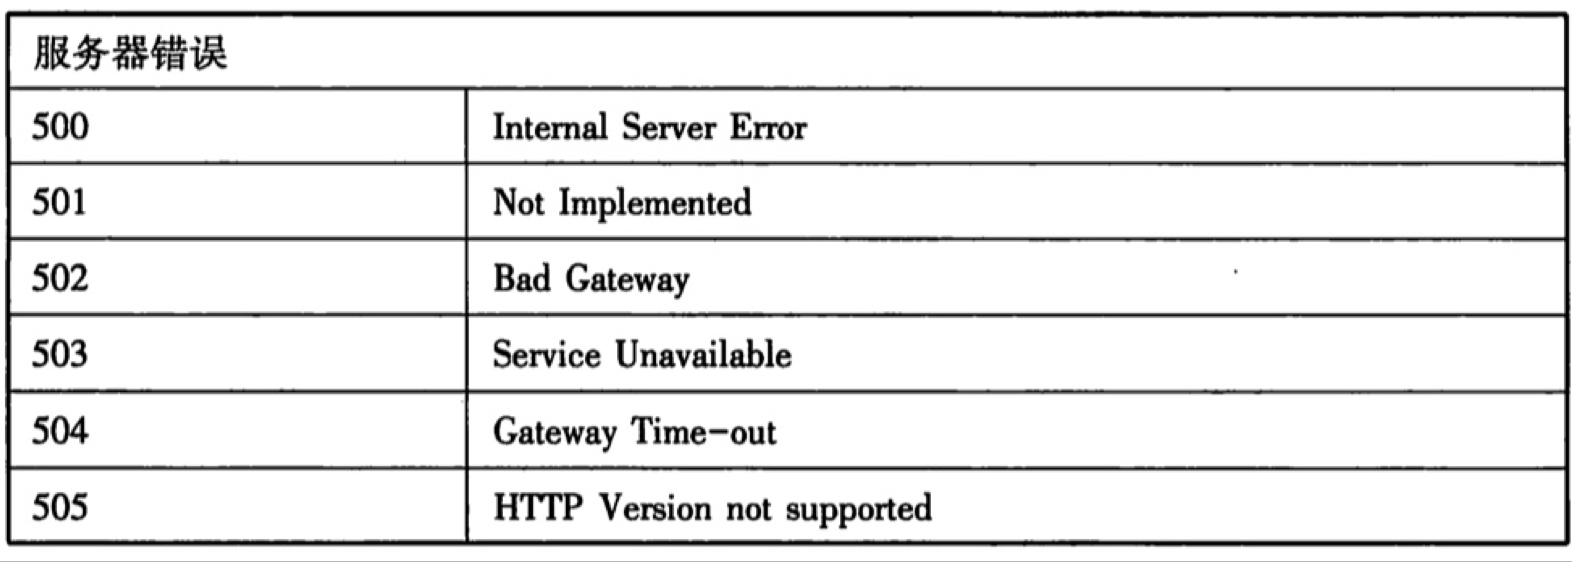 服务器错误
500 Internal Server Error
501 Not Implemented
502 Bad Gateway
503 Service Unavailable
504 Gateway Time-out
505 HTTP Version not supported